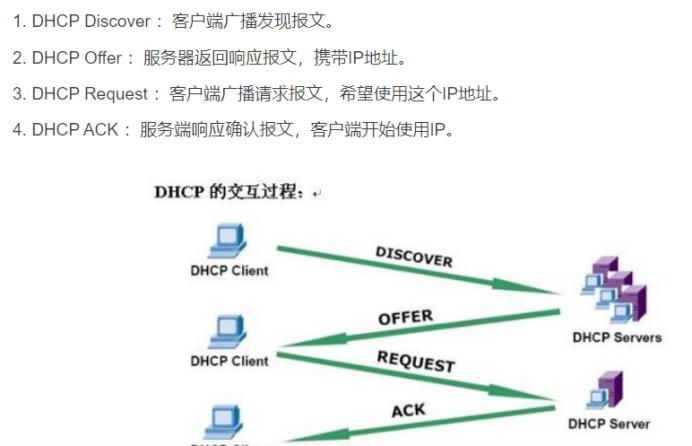 1. DHCP Discover ：客户端广播发现报文。
2. DHCP Offer ：服务器返回响应报文，携带IP地址。
3. DHCP Request ：客户端广播请求报文，希望使用这个IP地址。
4. DHCP ACK ：服务端响应确认报文，客户端开始使用IP。
DHCP 的交互过程：
DISCOVER
DHCP Client
OFFER
DHCP Servers
DHCP Client
REQUEST
ACK
DHCP Server